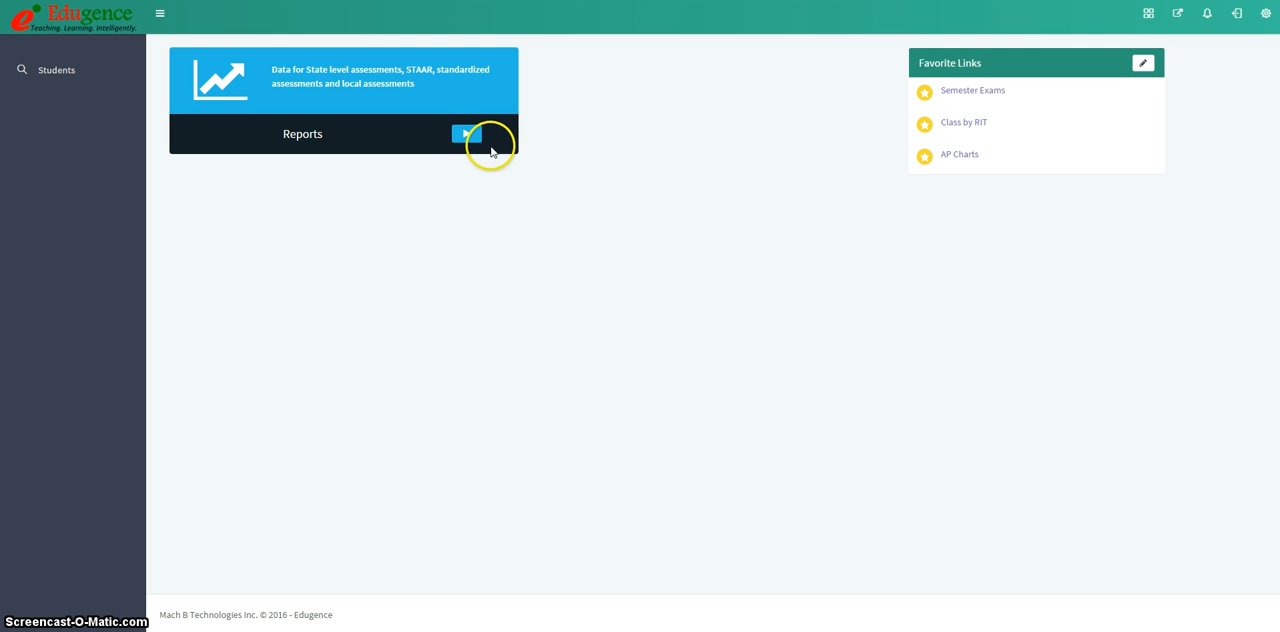 Edugence
Teaching. Learning. Intelligently.
Students
Data for State level assessments, STAAR, standardized
assessments and local assessments
Reports
Favorite Links
Semester Exams
Class by RIT
AP Charts
Mach B Technologies Inc. © 2016 - Edugence
Screencast-O-Matic.com